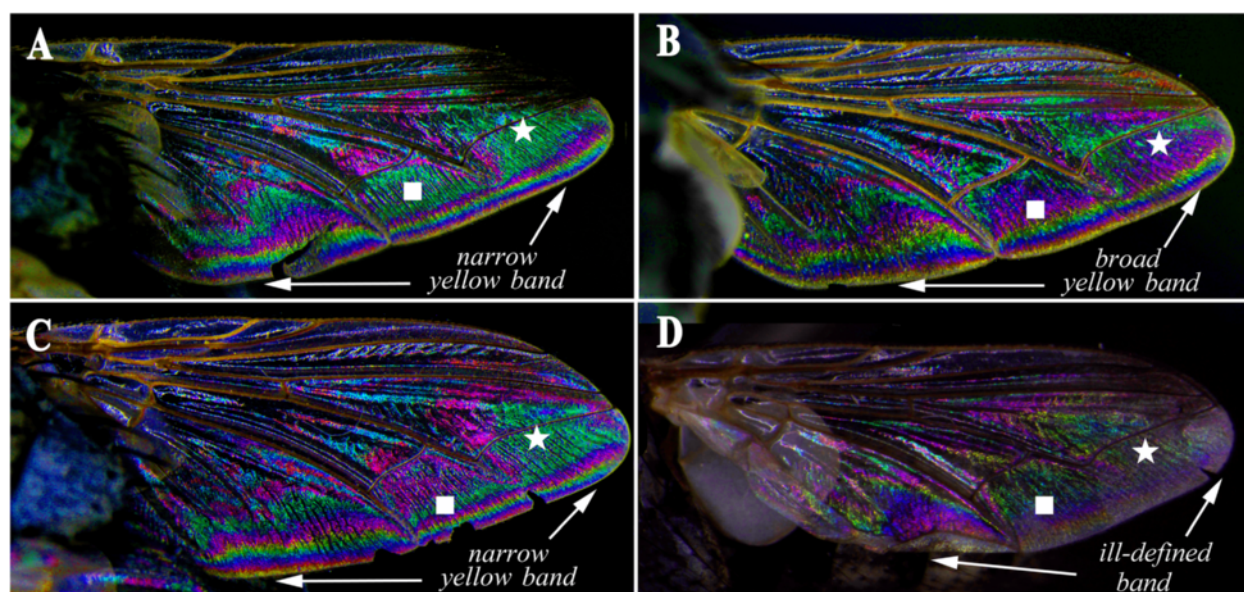 A
narrow
yellow band
B
broad
yellow band
C
narrow
yellow band
D
ill-defined
band